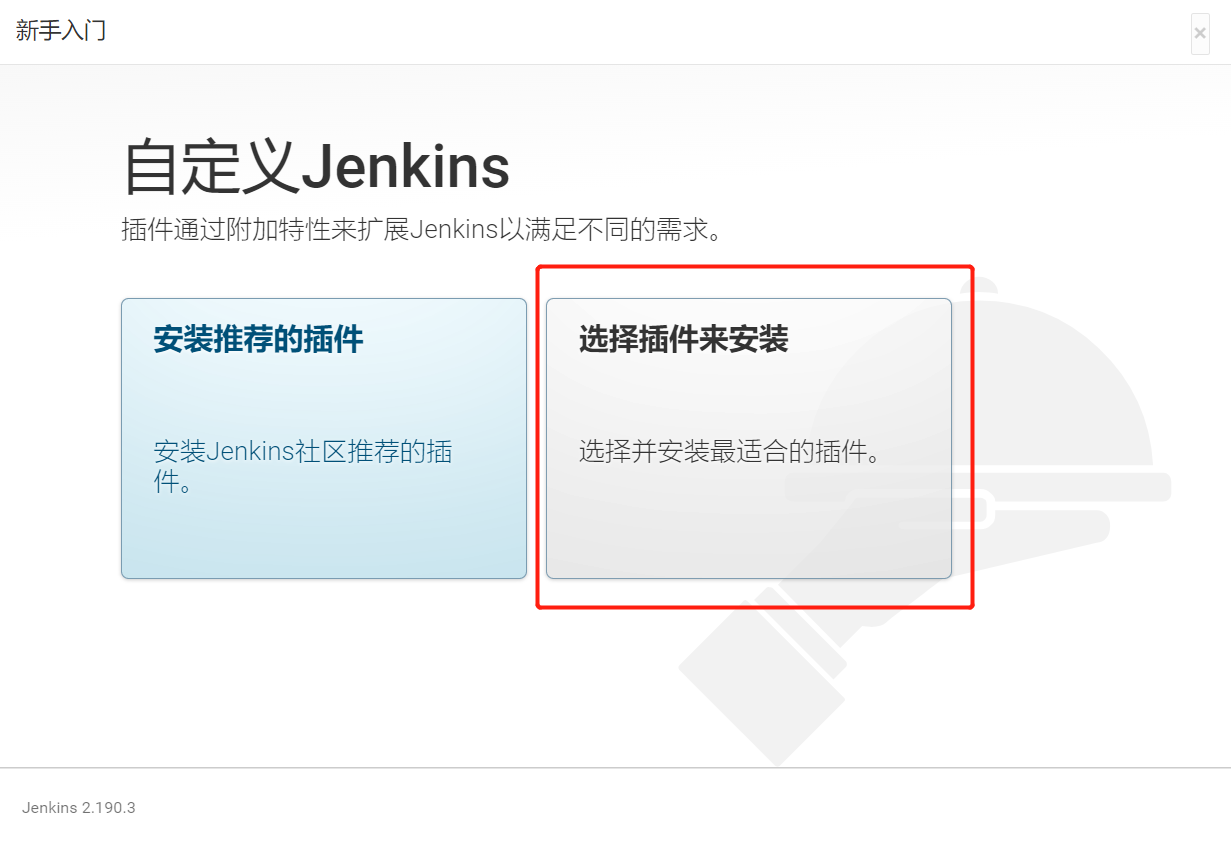 新手入门
×
自定义Jenkins
插件通过附加特性来扩展Jenkins以满足不同的需求。
安装推荐的插件
安装Jenkins社区推荐的插
件。
选择插件来安装
选择并安装最适合的插件。
Jenkins 2.190.3